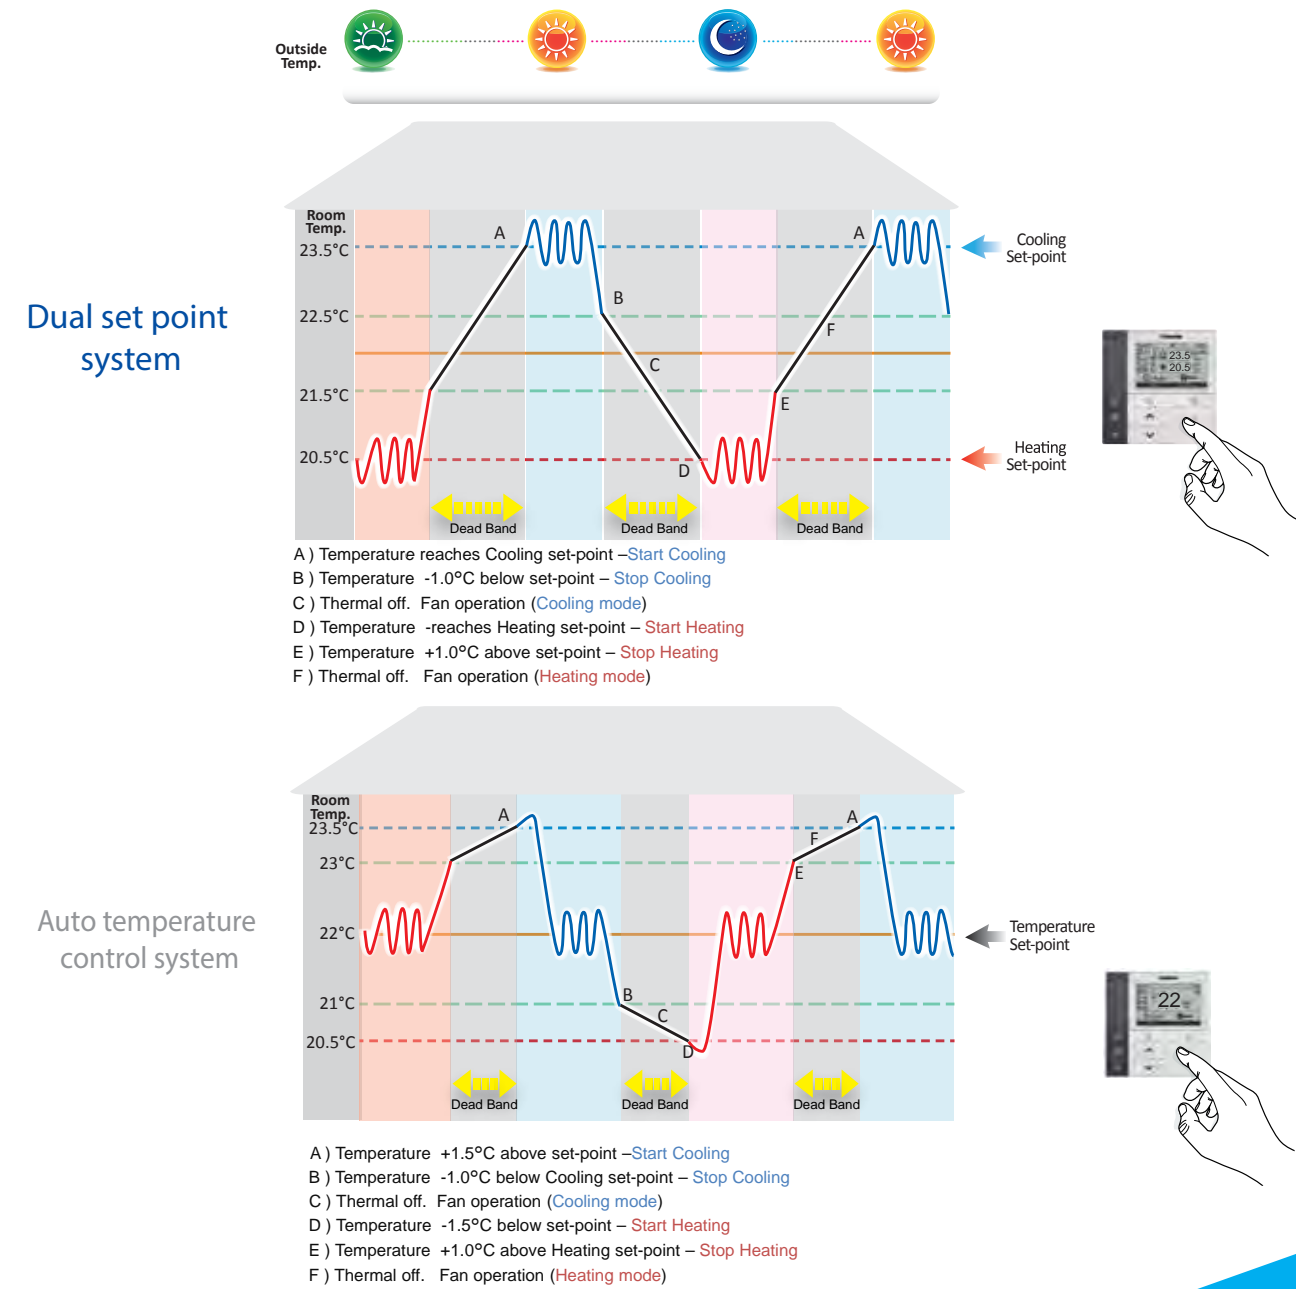 Outside
Temp.
Room
Temp.
23.5°C
22.5°C
21.5°C
20.5°C
A
B
C
D
E
F
A
Cooling
Set-point
Heating
Set-point
Dual set point
system
23.5
20.5
Dead Band
Dead Band
Dead Band
A ) Temperature reaches Cooling set-point –Start Cooling
B ) Temperature -1.0°C below set-point – Stop Cooling
C ) Thermal off. Fan operation (Cooling mode)
D ) Temperature -reaches Heating set-point – Start Heating
E ) Temperature +1.0°C above set-point – Stop Heating
F ) Thermal off. Fan operation (Heating mode)
Room
Temp.
23.5°C
23°C
22°C
21°C
20.5°C
A
B
C
D
E
F
A
Temperature
Set-point
Auto temperature
control system
22
Dead Band
Dead Band
Dead Band
A ) Temperature +1.5°C above set-point –Start Cooling
B ) Temperature -1.0°C below Cooling set-point – Stop Cooling
C ) Thermal off. Fan operation (Cooling mode)
D ) Temperature -1.5°C below set-point – Start Heating
E ) Temperature +1.0°C above Heating set-point – Stop Heating
F ) Thermal off. Fan operation (Heating mode)